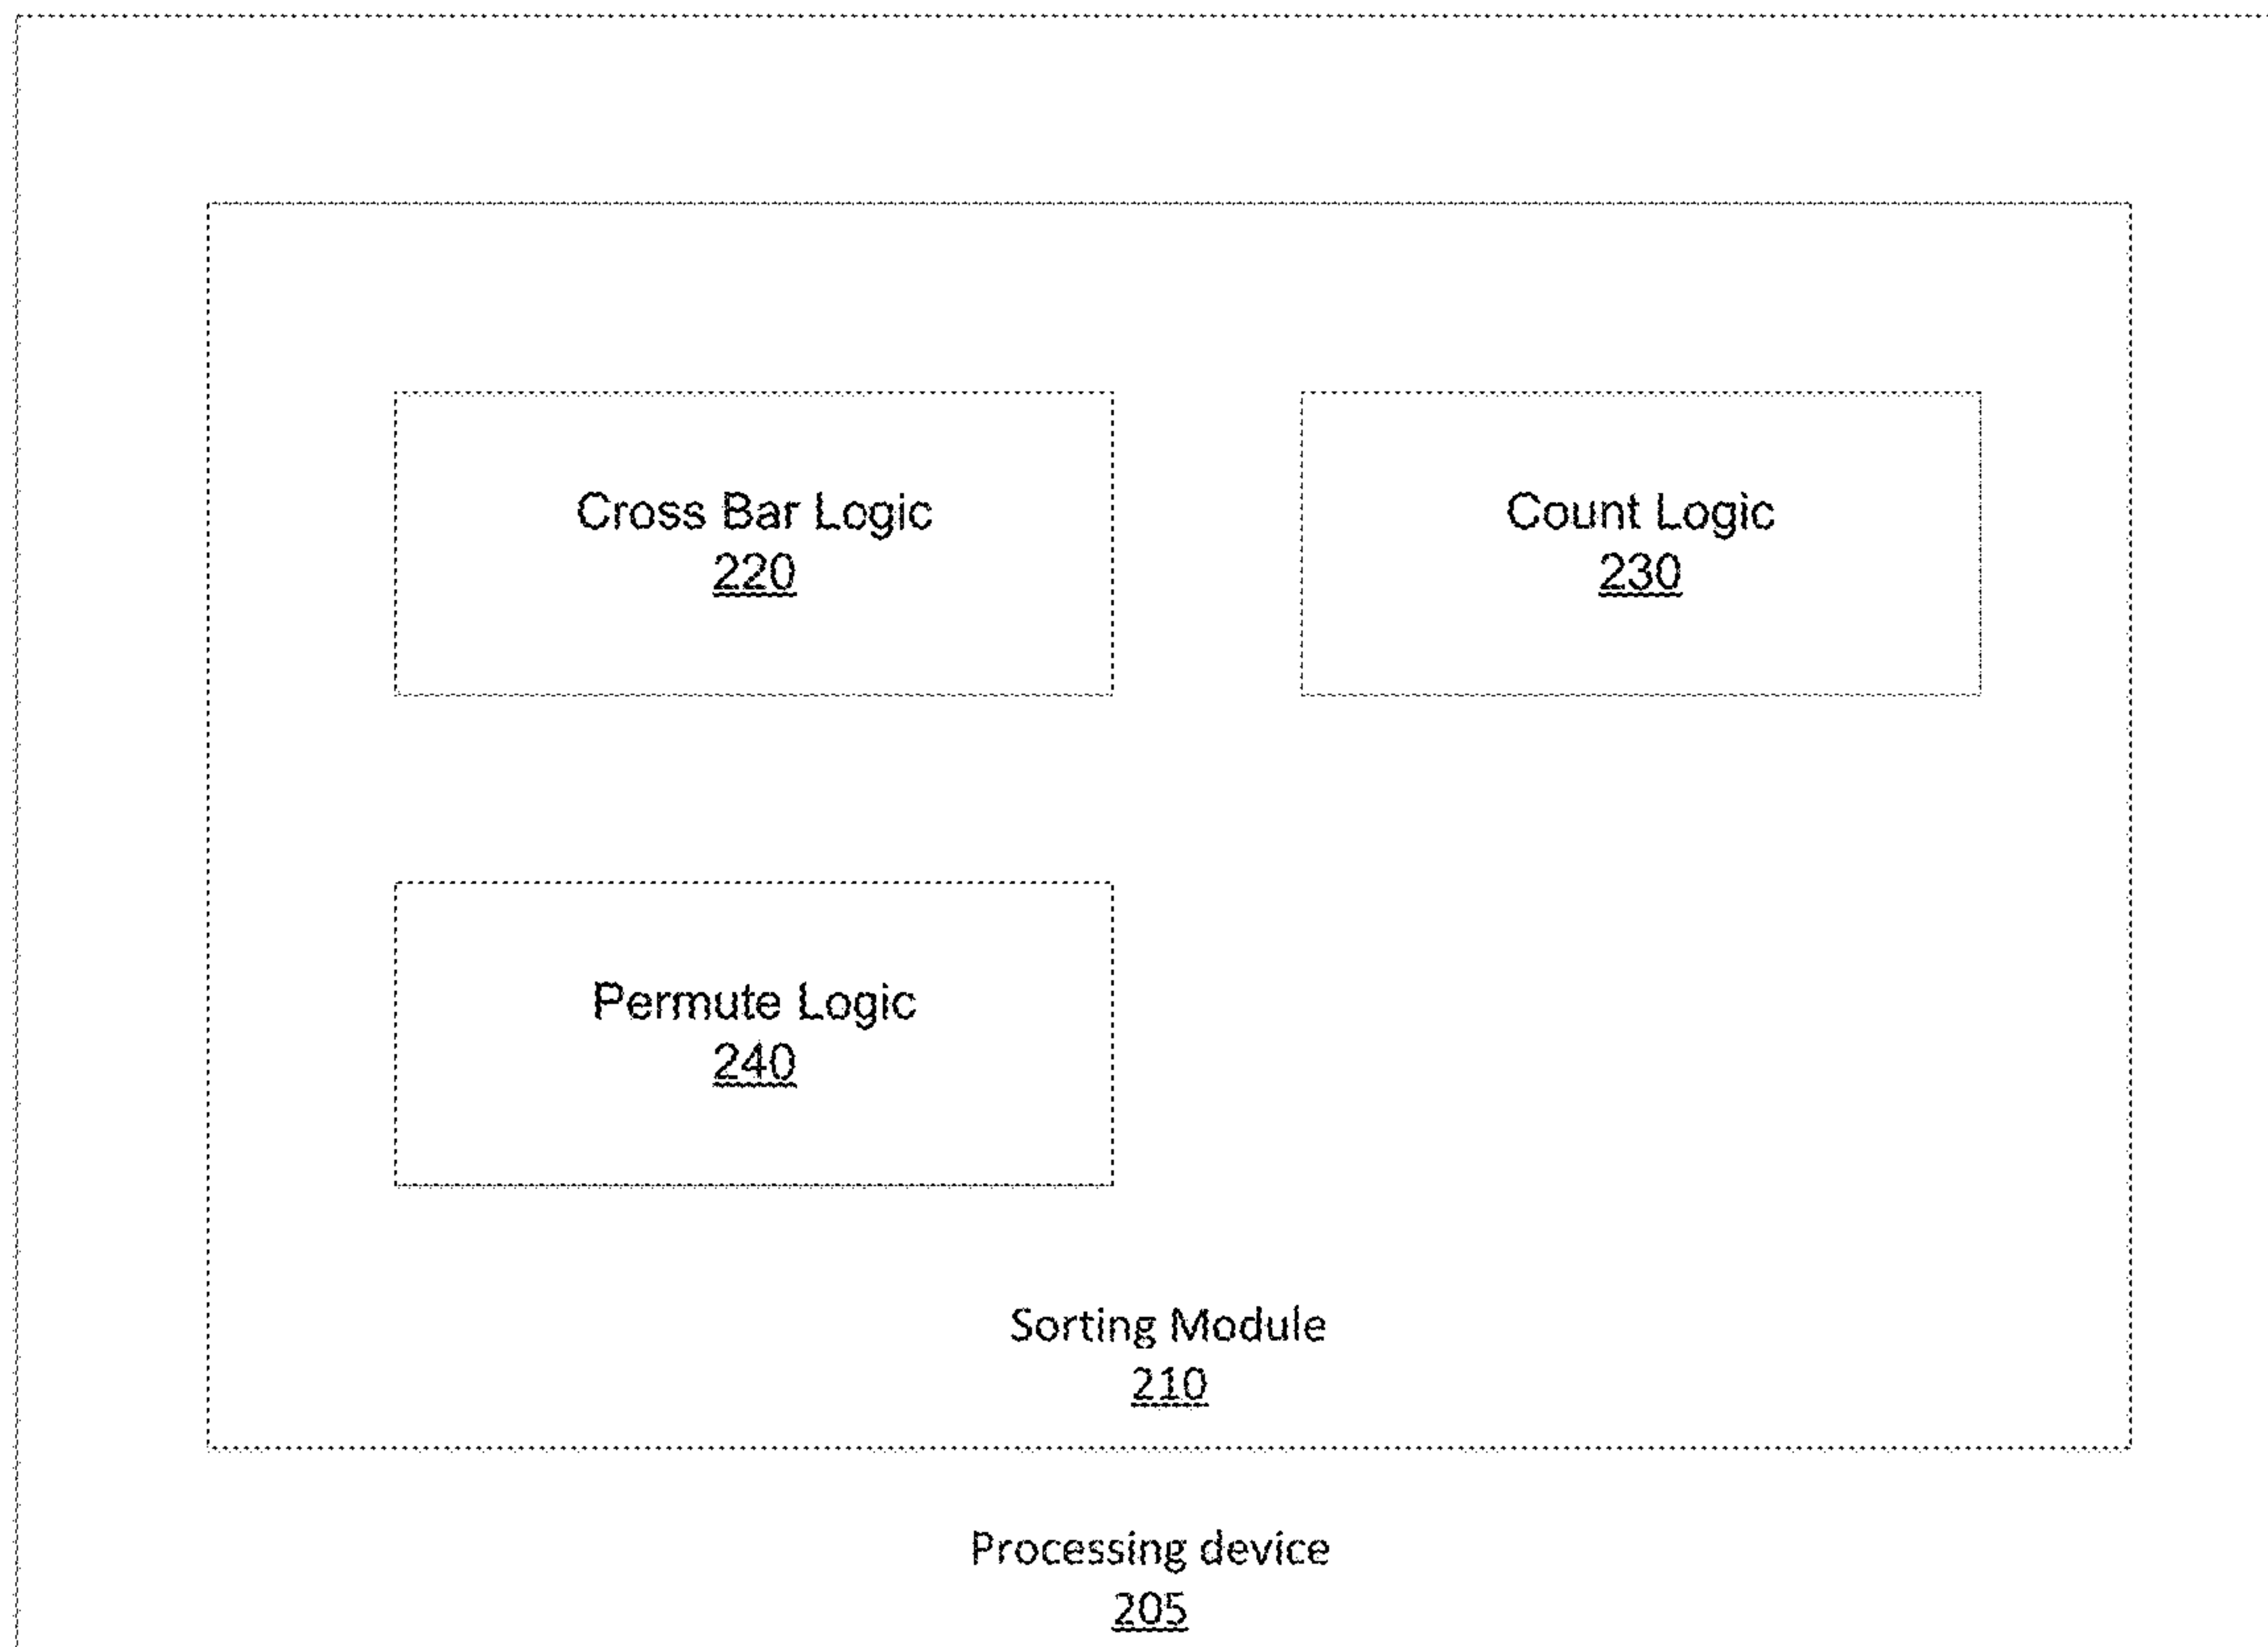 Cross Bar Logic
220
Count Logic
230
Permute Logic
240
Sorting Module
210
Processing device
205